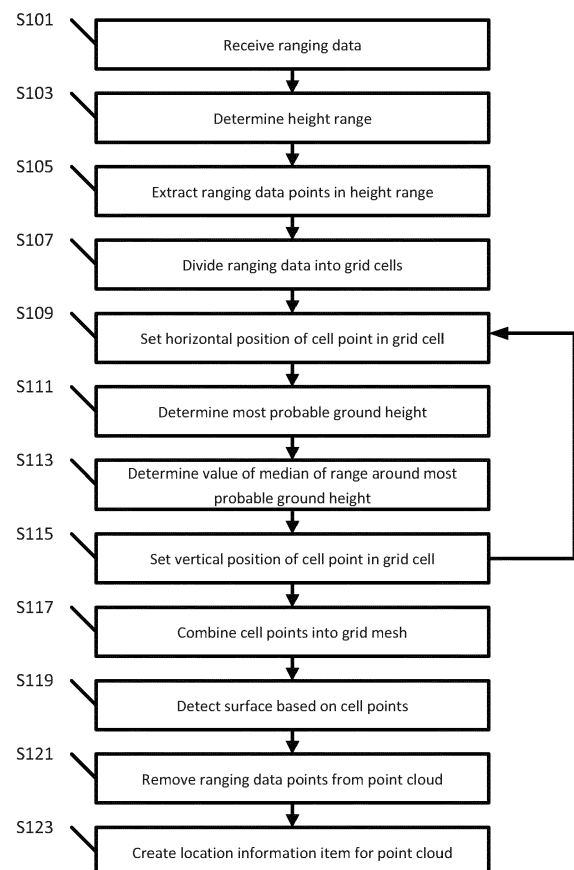 S101
Receive ranging data
S103
Determine height range
S105
Extract ranging data points in height range
S107
Divide ranging data into grid cells
S109
Set horizontal position of cell point in grid cell
S111
Determine most probable ground height
S113
Determine value of median of range around most
probable ground height
S115
Set vertical position of cell point in grid cell
S117
Combine cell points into grid mesh
S119
Detect surface based on cell points
S121
Remove ranging data points from point cloud
S123
Create location information item for point cloud